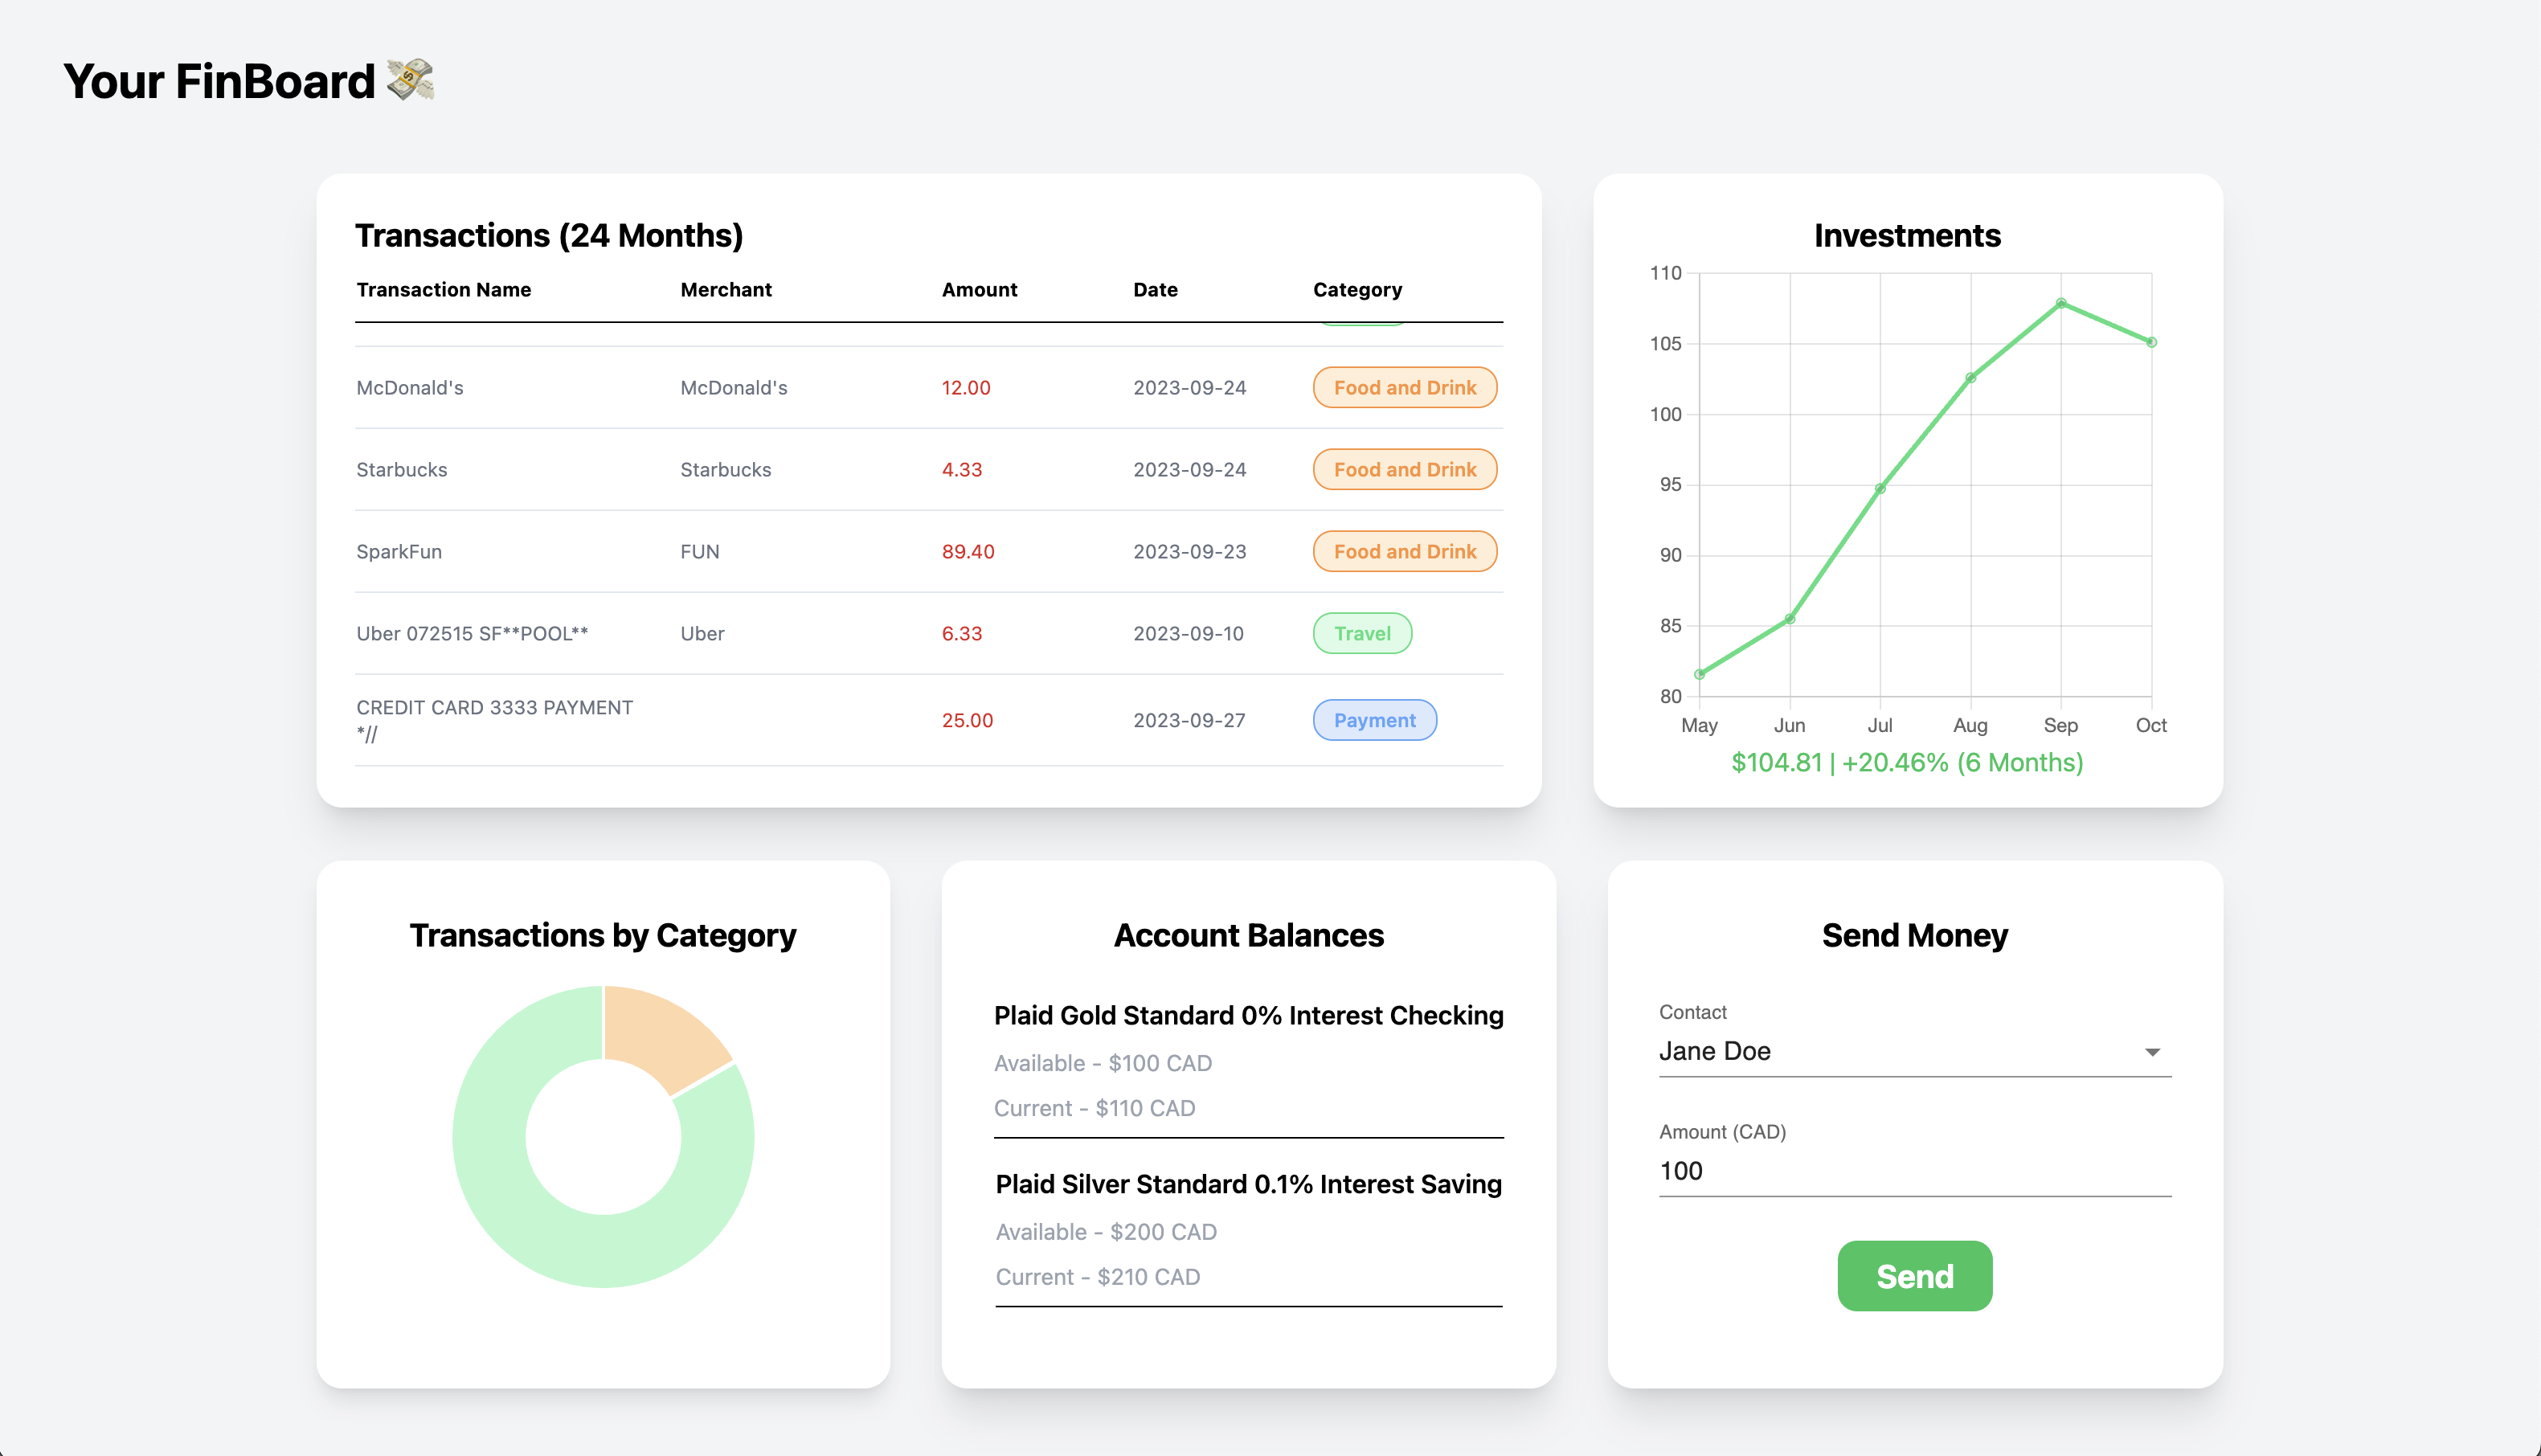 Your FinBoard 💸
Transactions (24 Months)
Transaction Name Merchant Amount Date Category
McDonald's McDonald's 12.00 2023-09-24 Food and Drink
Starbucks Starbucks 4.33 2023-09-24 Food and Drink
SparkFun FUN 89.40 2023-09-23 Food and Drink
Uber 072515 SF**POOL** Uber 6.33 2023-09-10 Travel
CREDIT CARD 3333 PAYMENT
*// 25.00 2023-09-27 Payment
Investments
110
105
100
95
90
85
80
May Jun Jul Aug Sep Oct
$104.81 | +20.46% (6 Months)
Transactions by Category
Account Balances
Plaid Gold Standard 0% Interest Checking
Available - $100 CAD
Current - $110 CAD
Plaid Silver Standard 0.1% Interest Saving
Available - $200 CAD
Current - $210 CAD
Send Money
Contact
Jane Doe
Amount (CAD)
100
Send